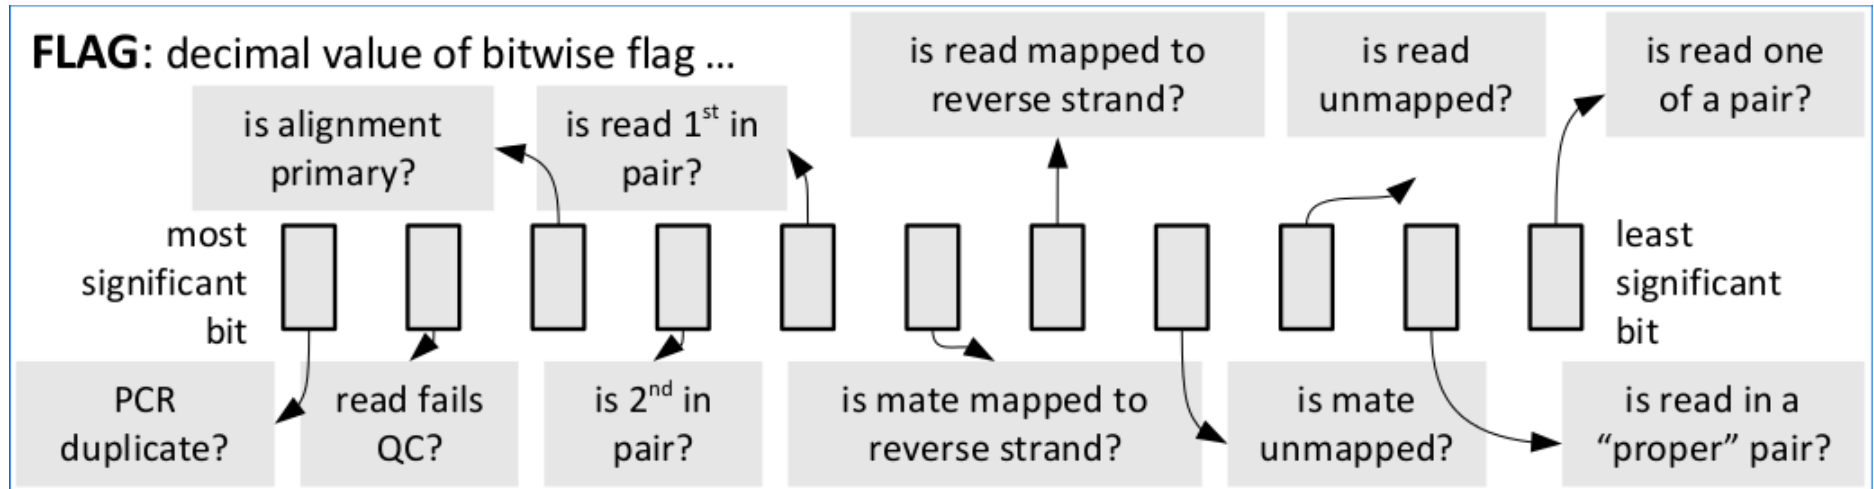 FLAG: decimal value of bitwise flag ...
is read mapped to
reverse strand?
is read
unmapped?
is read one
of a pair?
is alignment
primary?
is read 1st in
pair?
most
significant
bit
least
significant
bit
PCR
duplicate?
read fails
QC?
is 2nd in
pair?
is mate mapped to
reverse strand?
is mate
unmapped?
is read in a
“proper” pair?